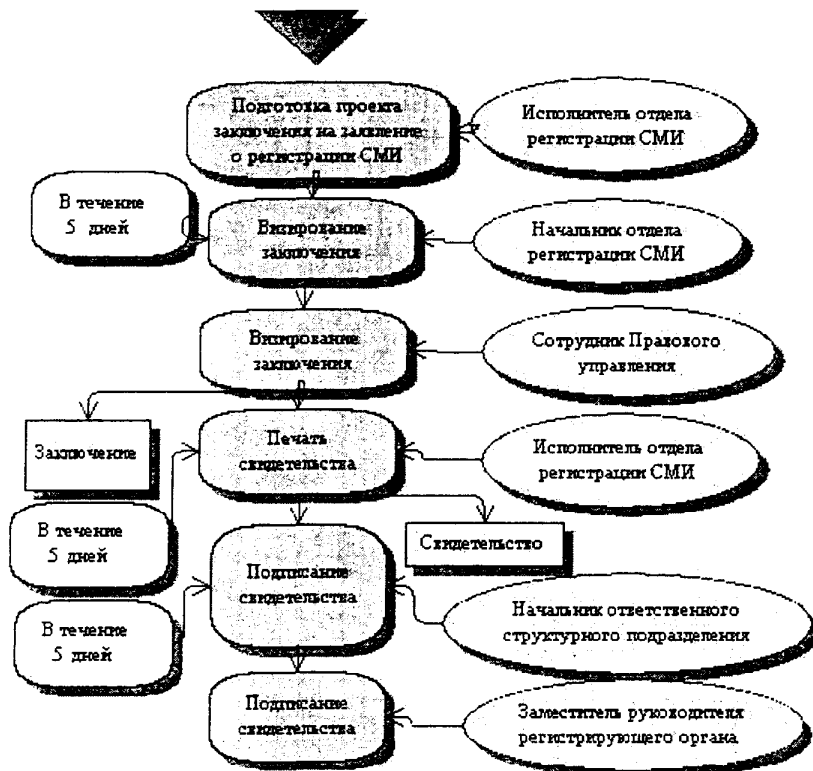 Подготовка проекта
заключения на заявление
о регистрации СМИ
Исполнитель отдела
регистрации СМИ
В течение
5 дней
Визирование
заключения
Начальник отдела
регистрации СМИ
Визирование
заключения
Сотрудник Правового
управления
Заключение
Печать
свидетельства
Исполнитель отдела
регистрации СМИ
В течение
5 дней
Свидетельство
Подписание
свидетельства
Начальник ответственного
структурного подразделения
В течение
5 дней
Подписание
свидетельства
Заместитель руководителя
регистрирующего органа